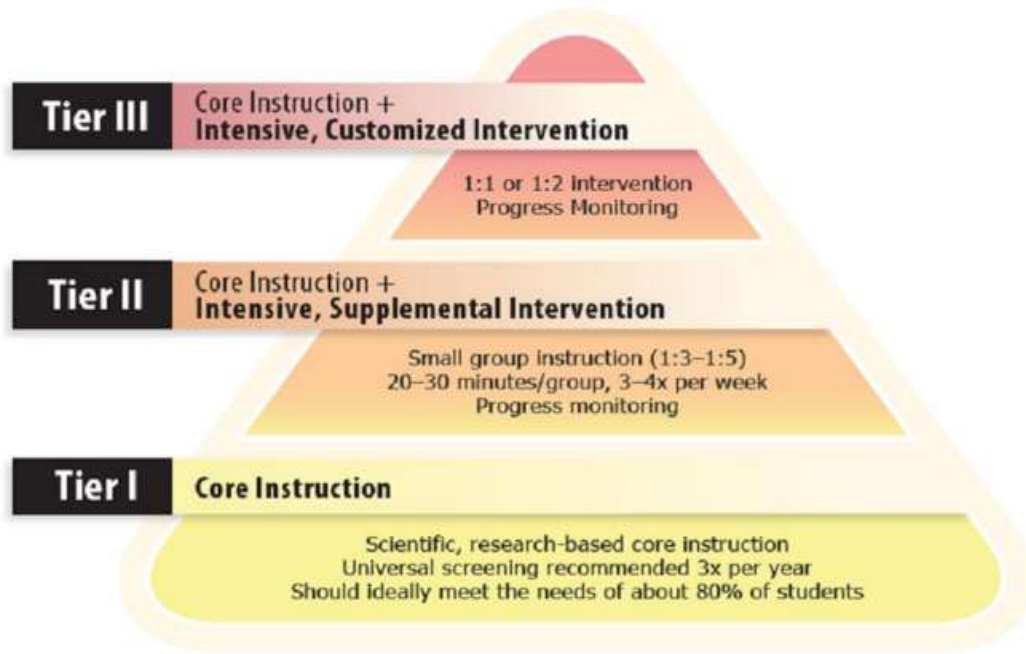 Tier III
Core Instruction +
Intensive, Customized Intervention
1:1 or 1:2 intervention
Progress Monitoring
Tier II
Core Instruction +
Intensive, Supplemental Intervention
Small group instruction (1:3–1:5)
20–30 minutes/group, 3–4x per week
Progress monitoring
Tier I
Core Instruction
Scientific, research-based core instruction
Universal screening recommended 3x per year
Should ideally meet the needs of about 80% of students